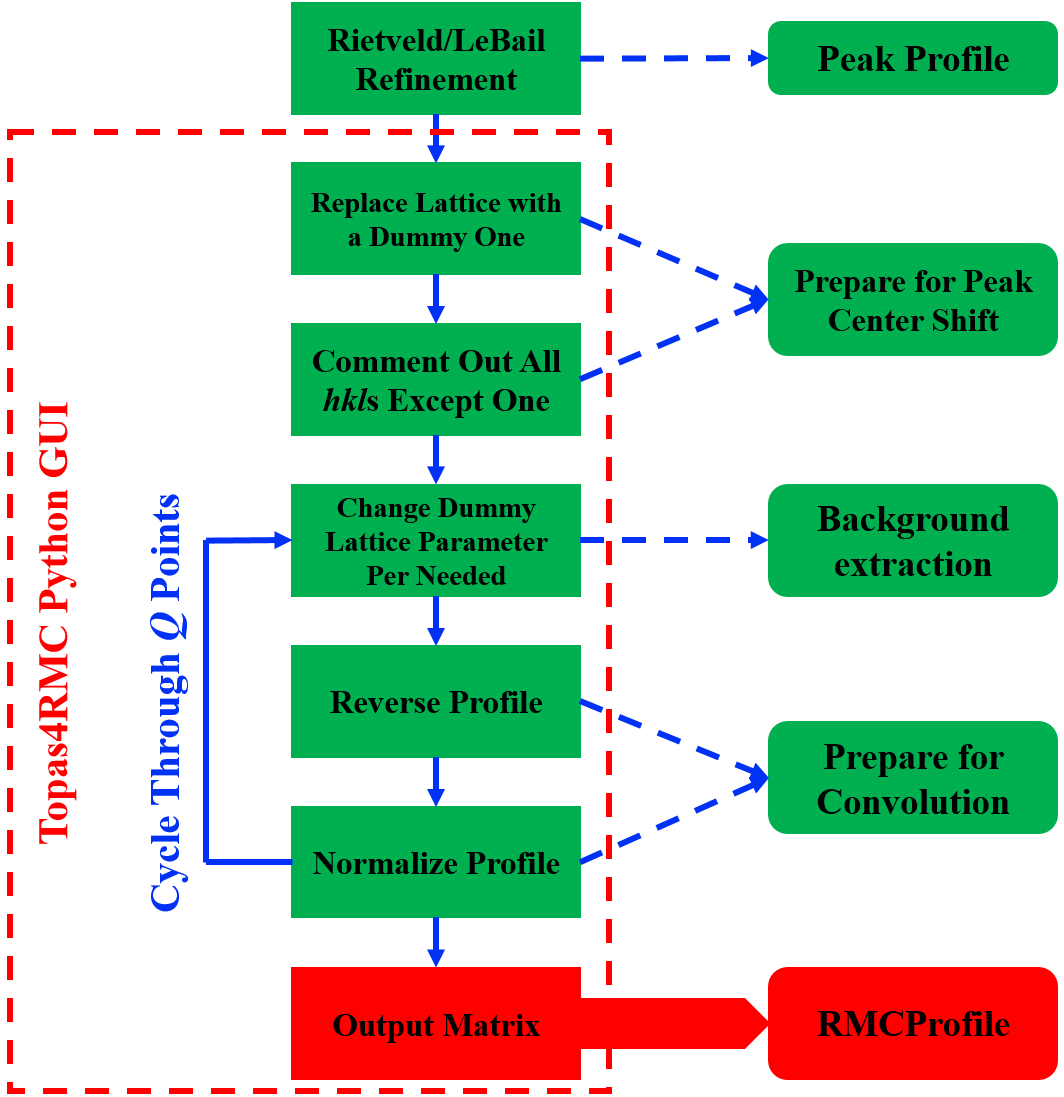 Rietveld/LeBail
Refinement
Peak Profile
Replace Lattice with
a Dummy One
Prepare for Peak
Center Shift
Comment Out All
hkls Except One
Change Dummy
Lattice Parameter
Per Needed
Background
extraction
Reverse Profile
Prepare for
Convolution
Normalize Profile
Output Matrix
RMCProfile
Topas4RMC Python GUI
Cycle Through Q Points